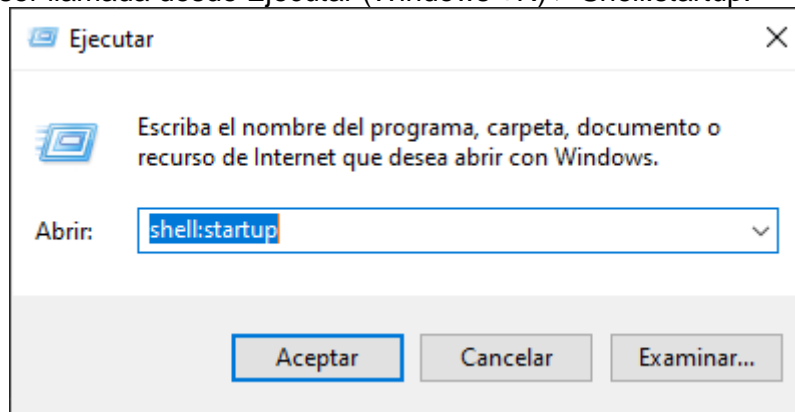 Ejecutar
Escriba el nombre del programa, carpeta, documento o
recurso de Internet que desea abrir con Windows.
Abrir:
shell:startup
Aceptar
Cancelar
Examinar...